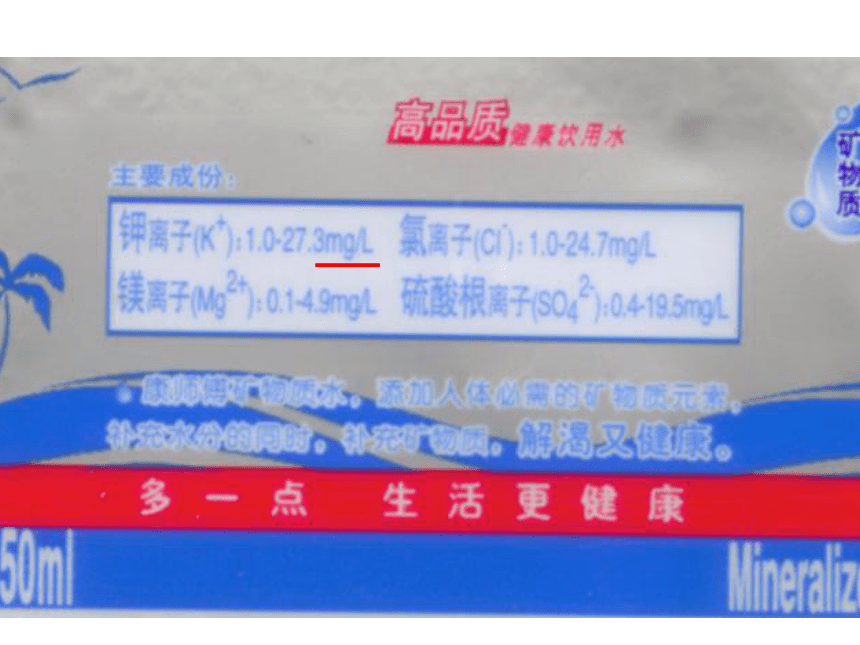 高品质健康饮用水
矿物质
主要成份：
钾离子(K⁺)：1.0-27.3mg/L 氯离子(Cl⁻)：1.0-24.7mg/L
镁离子(Mg²⁺)：0.1-4.9mg/L 硫酸根离子(SO₄²⁻)：0.4-19.5mg/L
康师傅矿物质水，添加人体必需的矿物质元素，
补充水分的同时，补充矿物质，解渴又健康。
多一点 生活更健康
50ml Mineralize